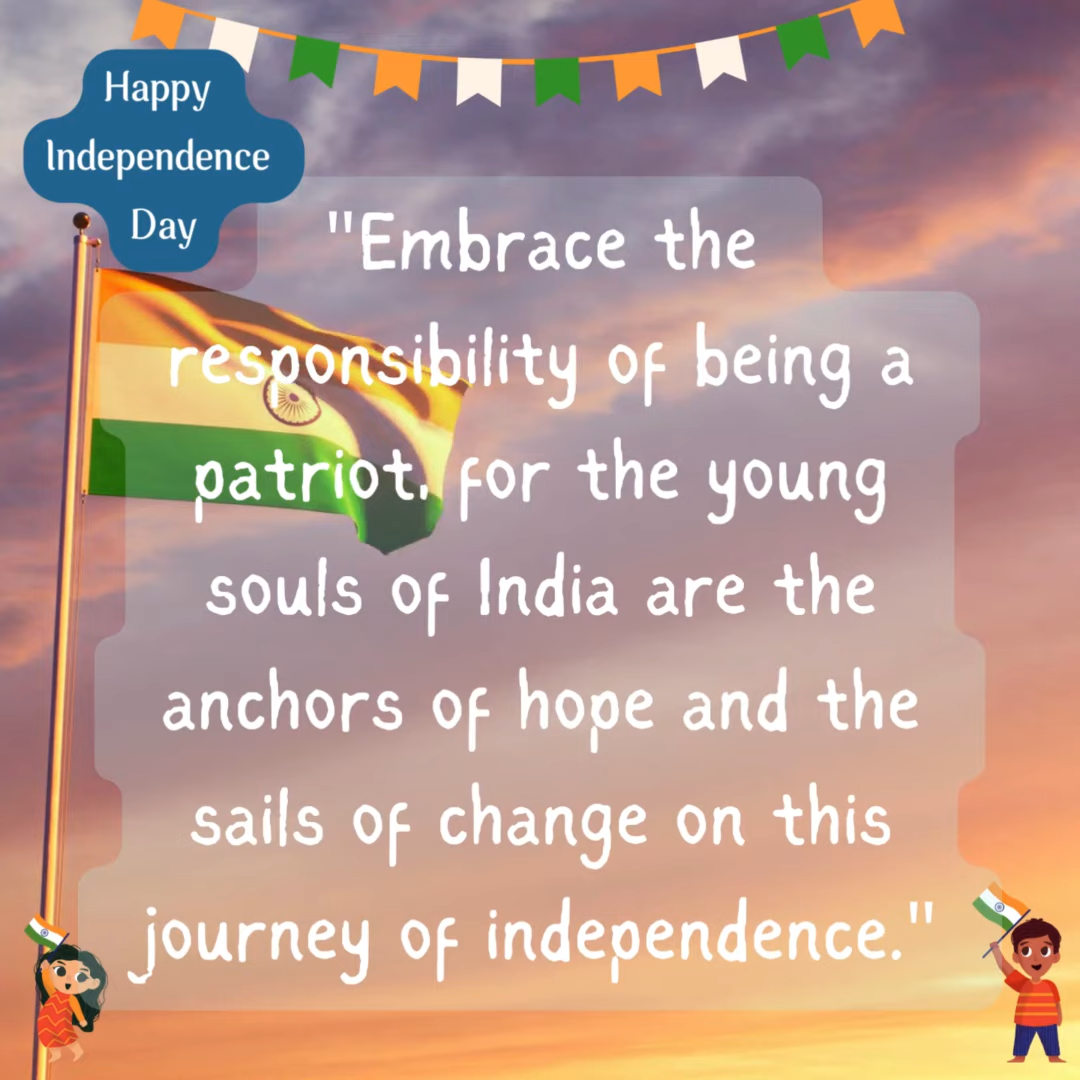 Happy
Independence
Day
"Embrace the
responsibility of being a
patriot, for the young
souls of India are the
anchors of hope and the
sails of change on this
journey of independence."